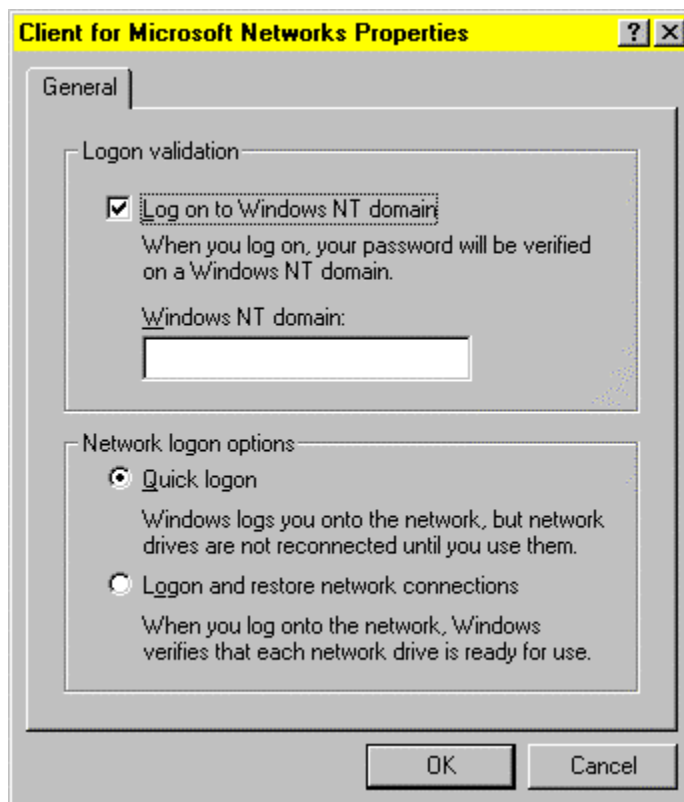 Client for Microsoft Networks Properties
General
Logon validation
Log on to Windows NT domain
When you log on, your password will be verified
on a Windows NT domain.
Windows NT domain:
Network logon options
Quick logon
Windows logs you onto the network, but network
drives are not reconnected until you use them.
Logon and restore network connections
When you log onto the network, Windows
verifies that each network drive is ready for use.
OK Cancel